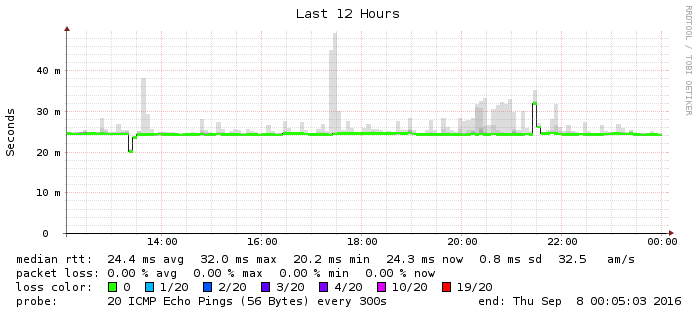 Last 12 Hours
RRDTOOL / TOBI OETIKER
Seconds
40 m
30 m
20 m
10 m
0
14:00 16:00 18:00 20:00 22:00 00:00
median rtt: 24.4 ms avg 32.0 ms max 20.2 ms min 24.3 ms now 0.8 ms sd 32.5 am/s
packet loss: 0.00 % avg 0.00 % max 0.00 % min 0.00 % now
loss color: 0 1/20 2/20 3/20 4/20 10/20 19/20
probe: 20 ICMP Echo Pings (56 Bytes) every 300s end: Thu Sep 8 00:05:03 2016